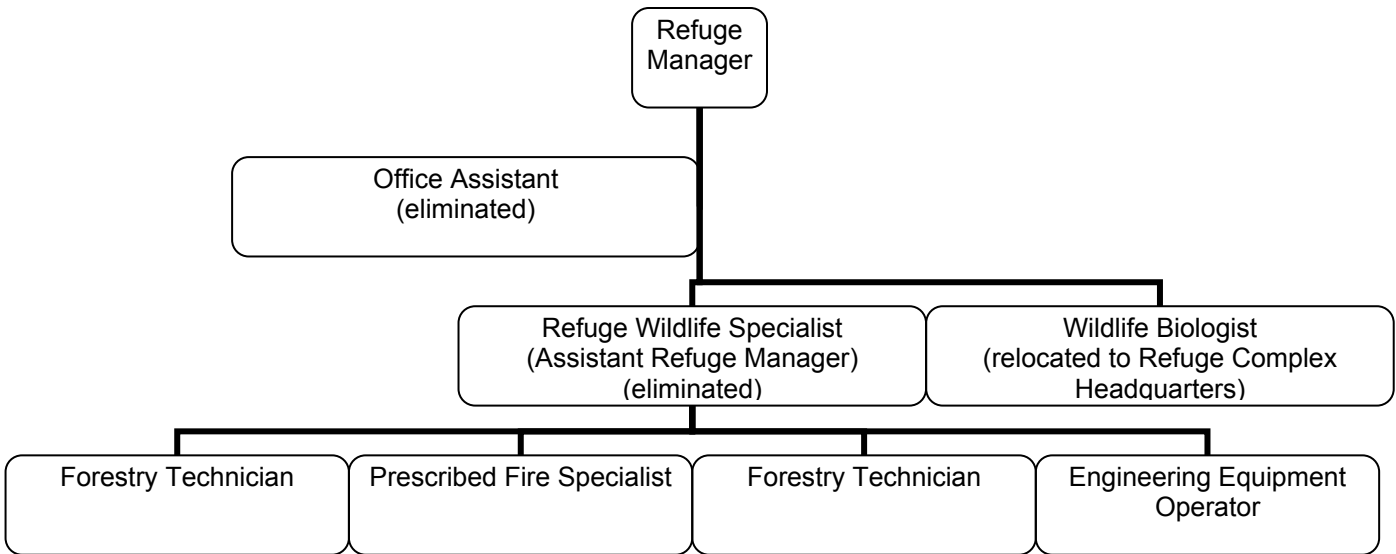 Refuge
Manager
Office Assistant
(eliminated)
Refuge Wildlife Specialist
(Assistant Refuge Manager)
(eliminated)
Wildlife Biologist
(relocated to Refuge Complex
Headquarters)
Forestry Technician
Prescribed Fire Specialist
Forestry Technician
Engineering Equipment
Operator